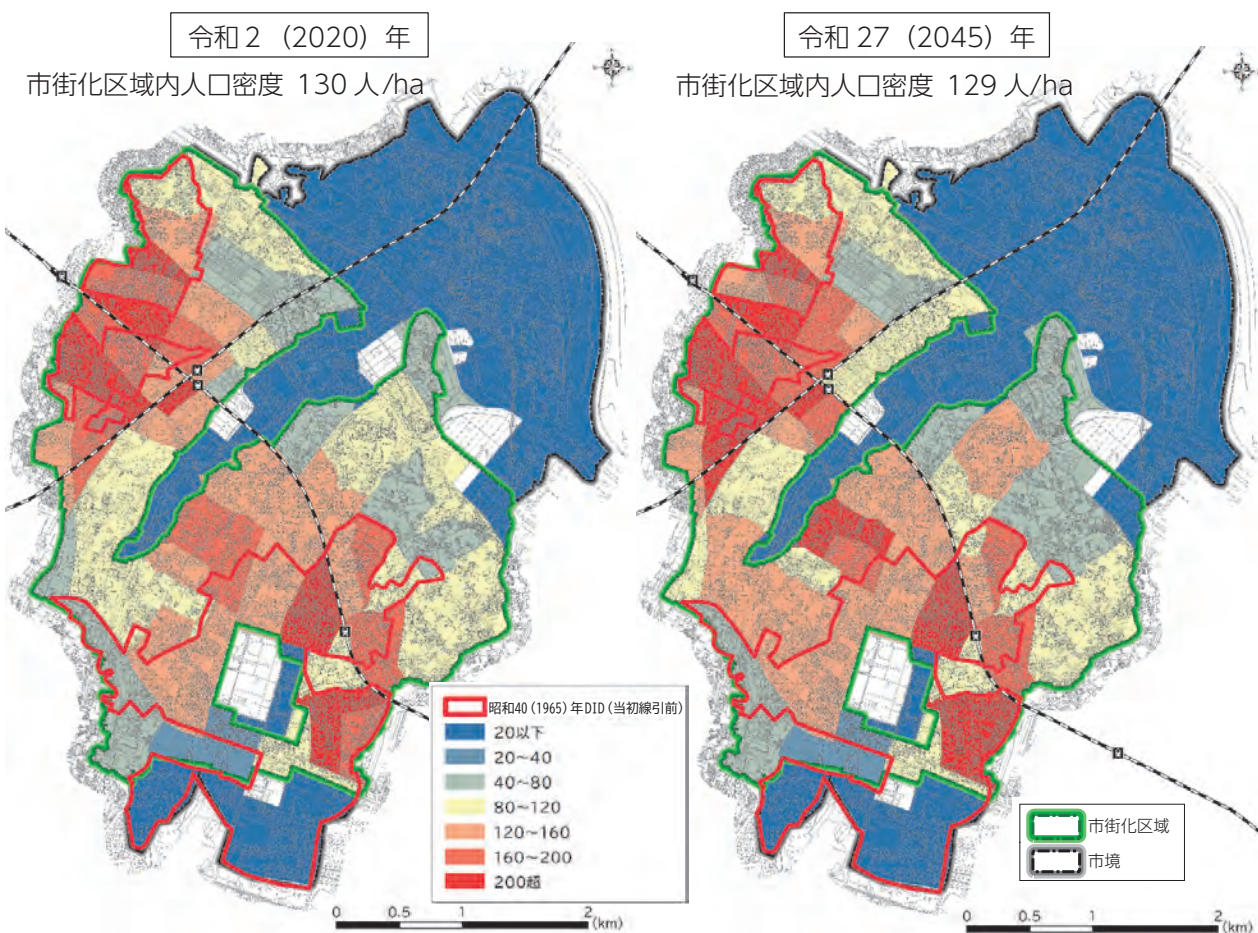 令和2（2020）年
市街化区域内人口密度 130 人/ha
令和 27（2045）年
市街化区域内人口密度 129 人/ha
昭和40（1965）年DID（当初線引前）
20以下
20～40
40～80
80～120
120～160
160～200
200超
市街化区域
市境
0 0.5 1 2 (km)
0 0.5 1 2 (km)